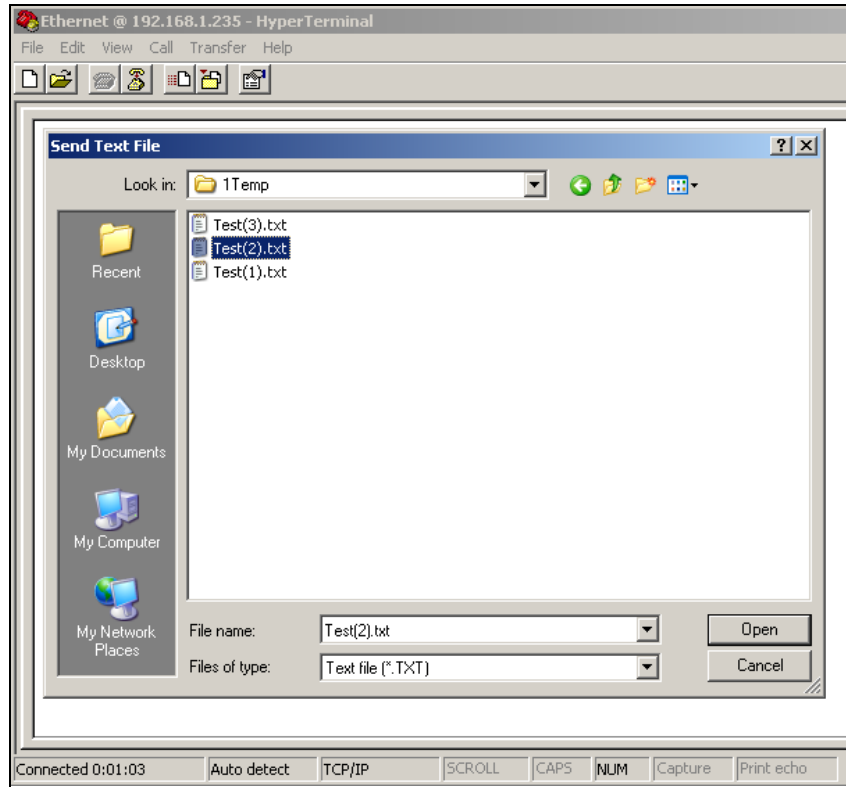 Ethernet @ 192.168.1.235 - HyperTerminal
File Edit View Call Transfer Help
Send Text File
Look in: 1Temp
Test(3).txt
Test(2).txt
Test(1).txt
Recent
Desktop
My Documents
My Computer
My Network
Places
File name: Test(2).txt Open
Files of type: Text file (*.TXT) Cancel
Connected 0:01:03 Auto detect TCP/IP SCROLL CAPS NUM Capture Print echo